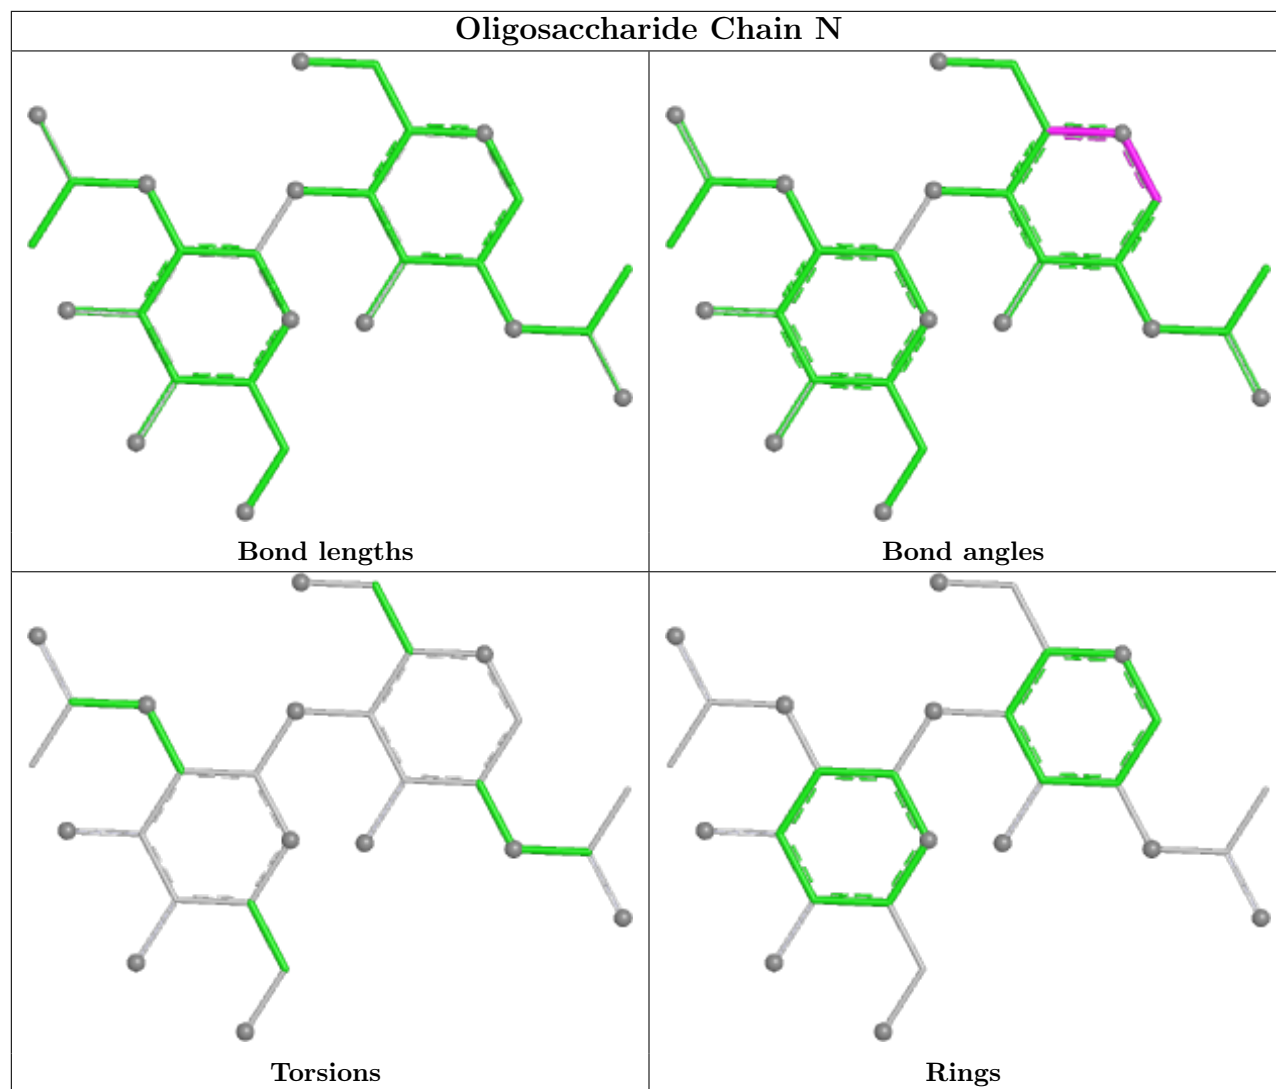 Oligosaccharide Chain N
Bond lengths
Bond angles
Torsions
Rings